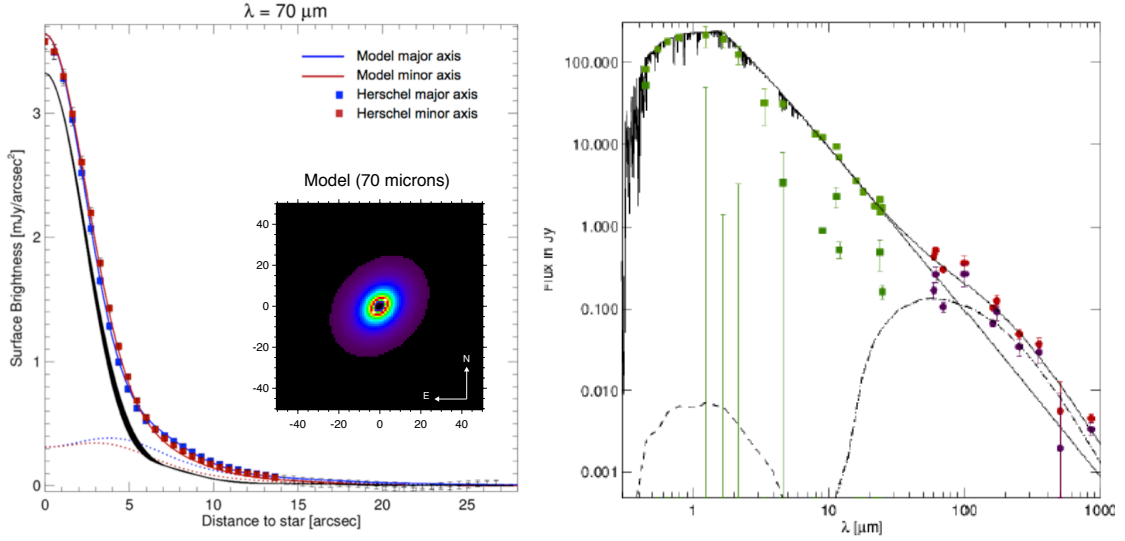 λ = 70 μm
Surface Brightness [mJy/arcsec²]
3
2
1
0
0
5
10
15
20
25
Distance to star [arcsec]
Model major axis
Model minor axis
Herschel major axis
Herschel minor axis
Model (70 microns)
40
20
0
-20
-40
-40
-20
0
20
40
N
E
Flux in Jy
100.000
10.000
1.000
0.100
0.010
0.001
1
10
100
1000
λ [μm]